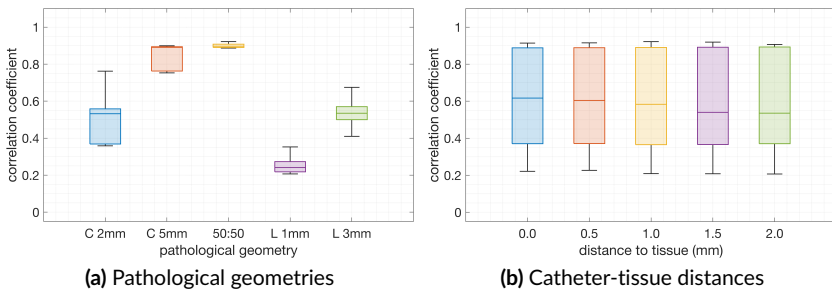 correlation coefficient
1
0.8
0.6
0.4
0.2
0
C 2mm C 5mm 50:50 L 1mm L 3mm
pathological geometry
(a) Pathological geometries
correlation coefficient
1
0.8
0.6
0.4
0.2
0
0.0 0.5 1.0 1.5 2.0
distance to tissue (mm)
(b) Catheter-tissue distances